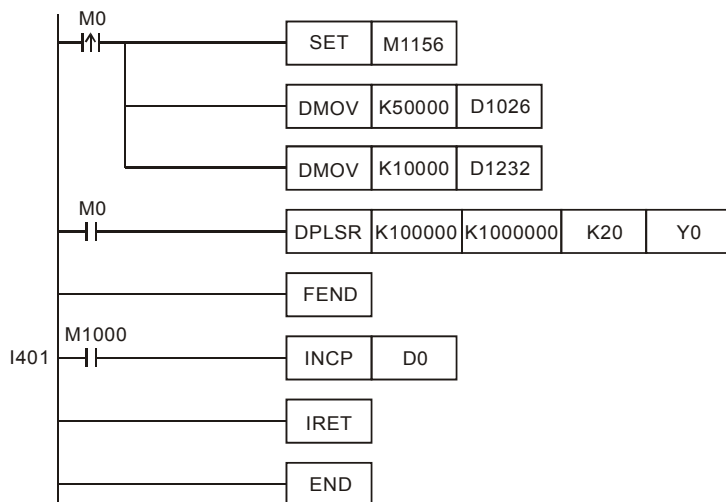 M0
SET M1156
DMOV K50000 D1026
DMOV K10000 D1232
M0
DPLSR K100000 K1000000 K20 Y0
FEND
M1000
I401 INCP D0
IRET
END